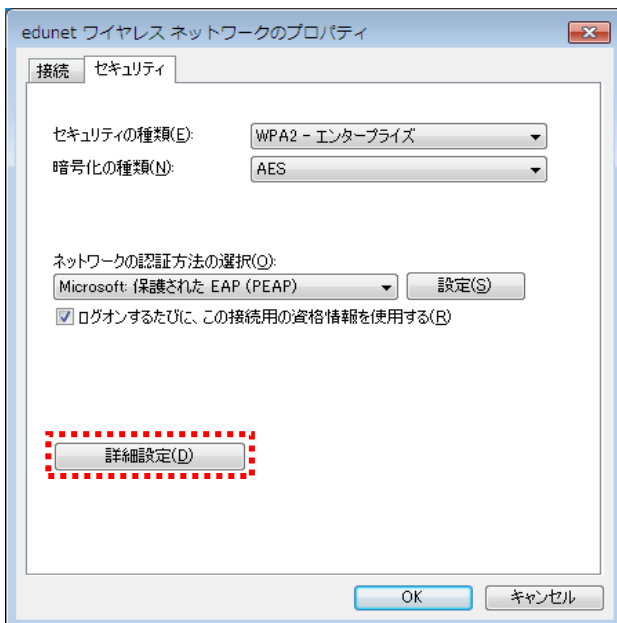 edunet ワイヤレス ネットワークのプロパティ
接続 セキュリティ
セキュリティの種類(E): WPA2 - エンタープライズ
暗号化の種類(N): AES
ネットワークの認証方法の選択(O):
Microsoft: 保護された EAP (PEAP) 設定(S)
ログオンするたびに、この接続用の資格情報を使用する(R)
詳細設定(D)
OK キャンセル